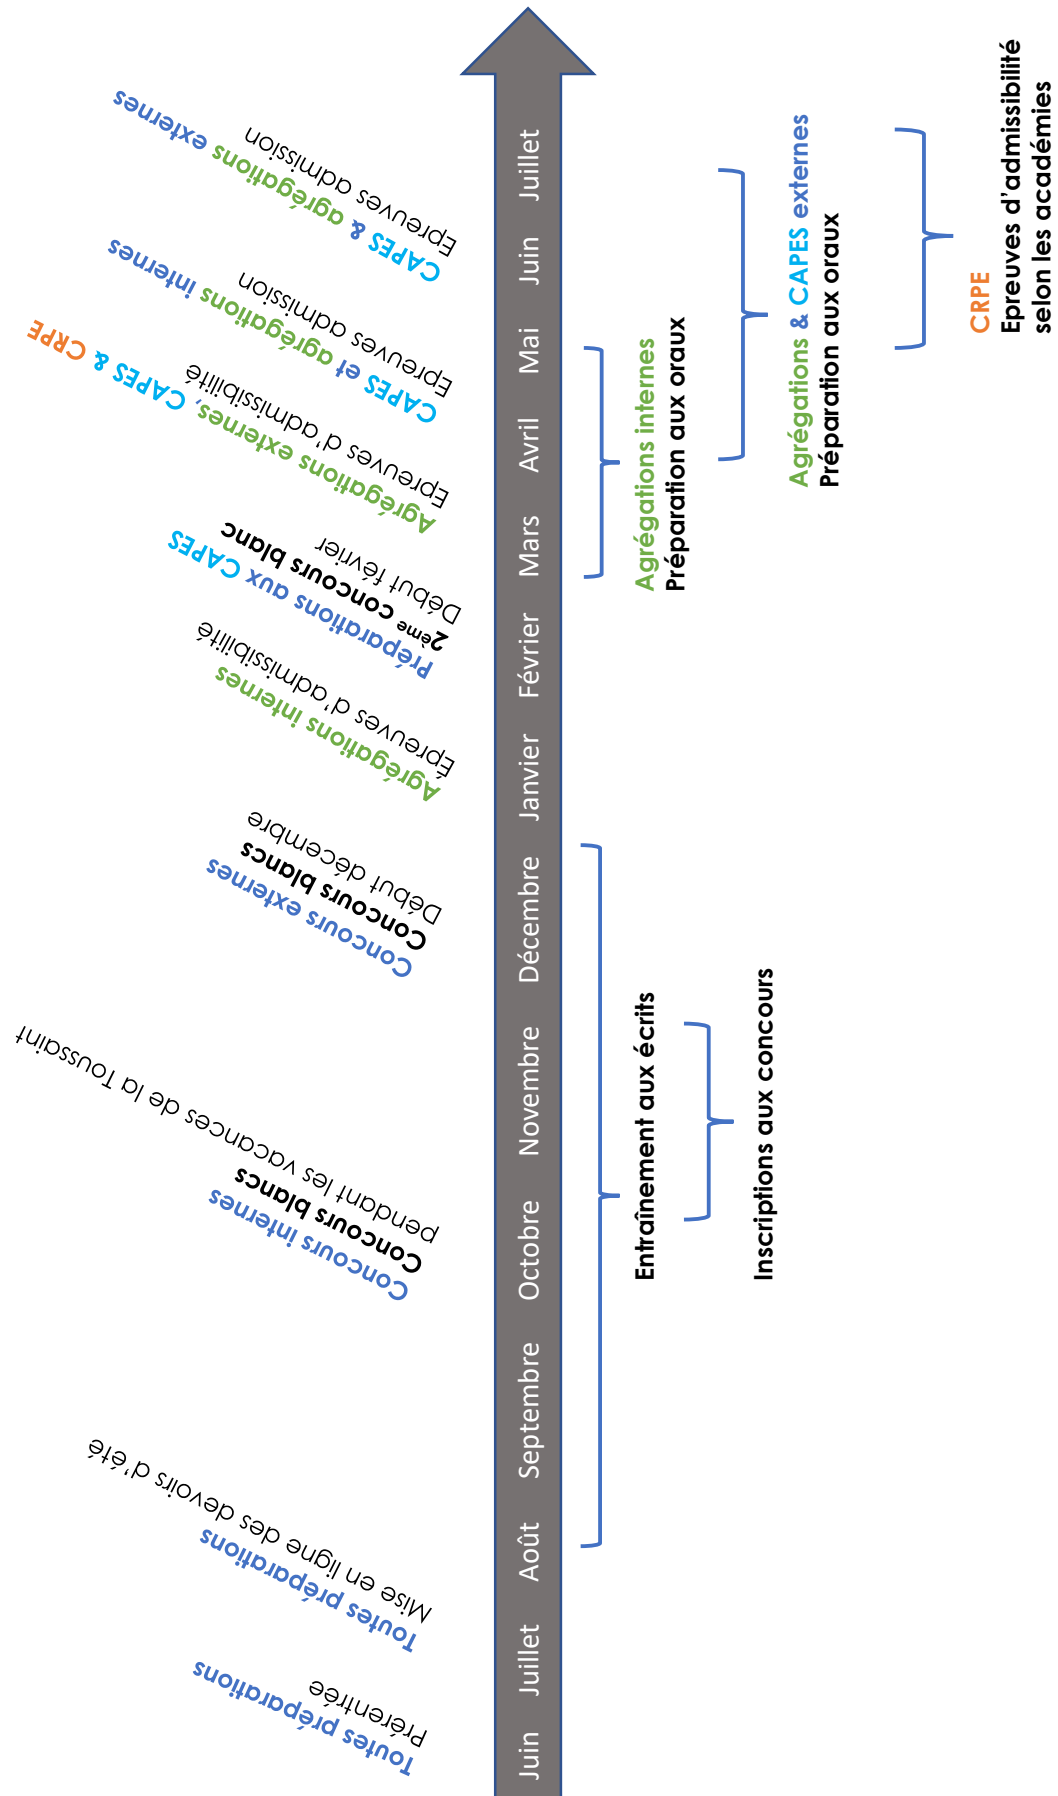 Toutes préparations
Prérentrée
Toutes préparations
Mise en ligne des devoirs d'été
Concours internes
Concours blancs
pendant les vacances de la Toussaint
Concours externes
Concours blancs
Début décembre
Agrégations internes
Épreuves d'admissibilité
Préparations aux CAPES
2ème concours blanc
Début février
Agrégations externes, CAPES & CRPE
Epreuves d'admissibilité
CAPES et agrégations internes
Epreuves admission
CAPES & agrégations externes
Epreuves admission
Juin Juillet Août Septembre Octobre Novembre Décembre Janvier Février Mars Avril Mai Juin Juillet
Entraînement aux écrits
Inscriptions aux concours
Agrégations internes
Préparation aux oraux
Agrégations & CAPES externes
Préparation aux oraux
CRPE
Epreuves d'admissibilité
selon les académies